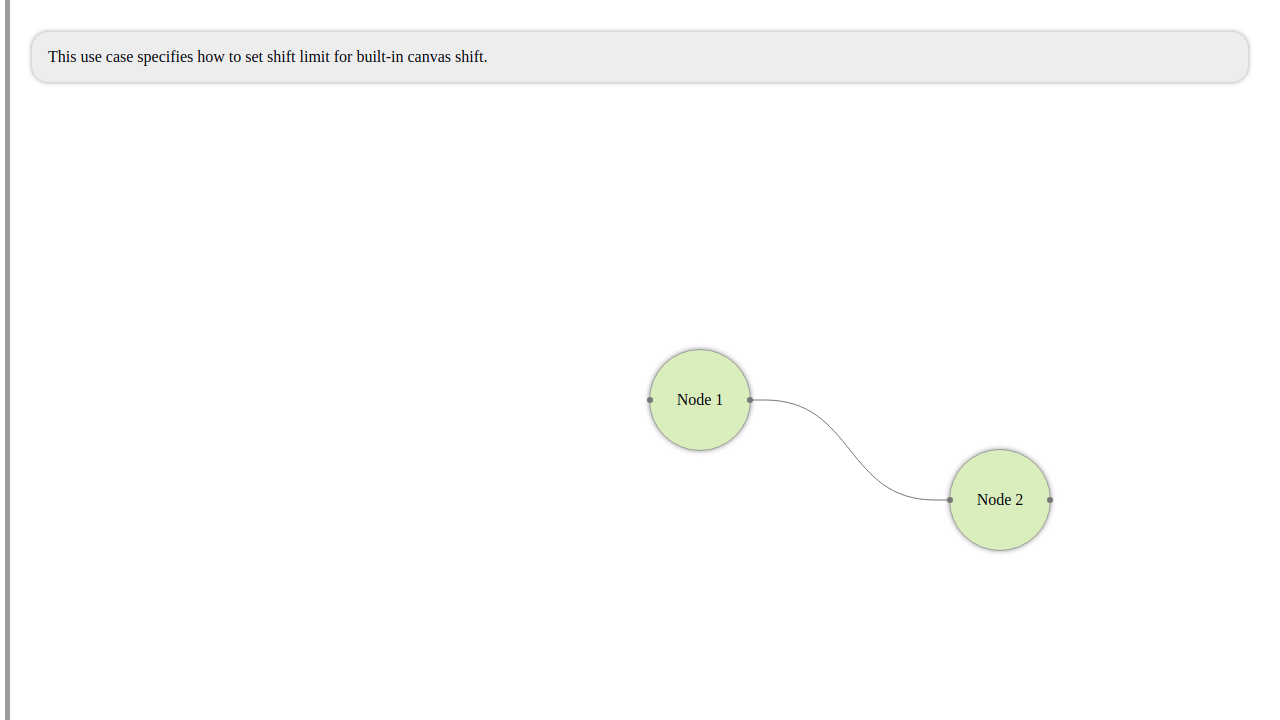 This use case specifies how to set shift limit for built-in canvas shift.
Node 1
Node 2